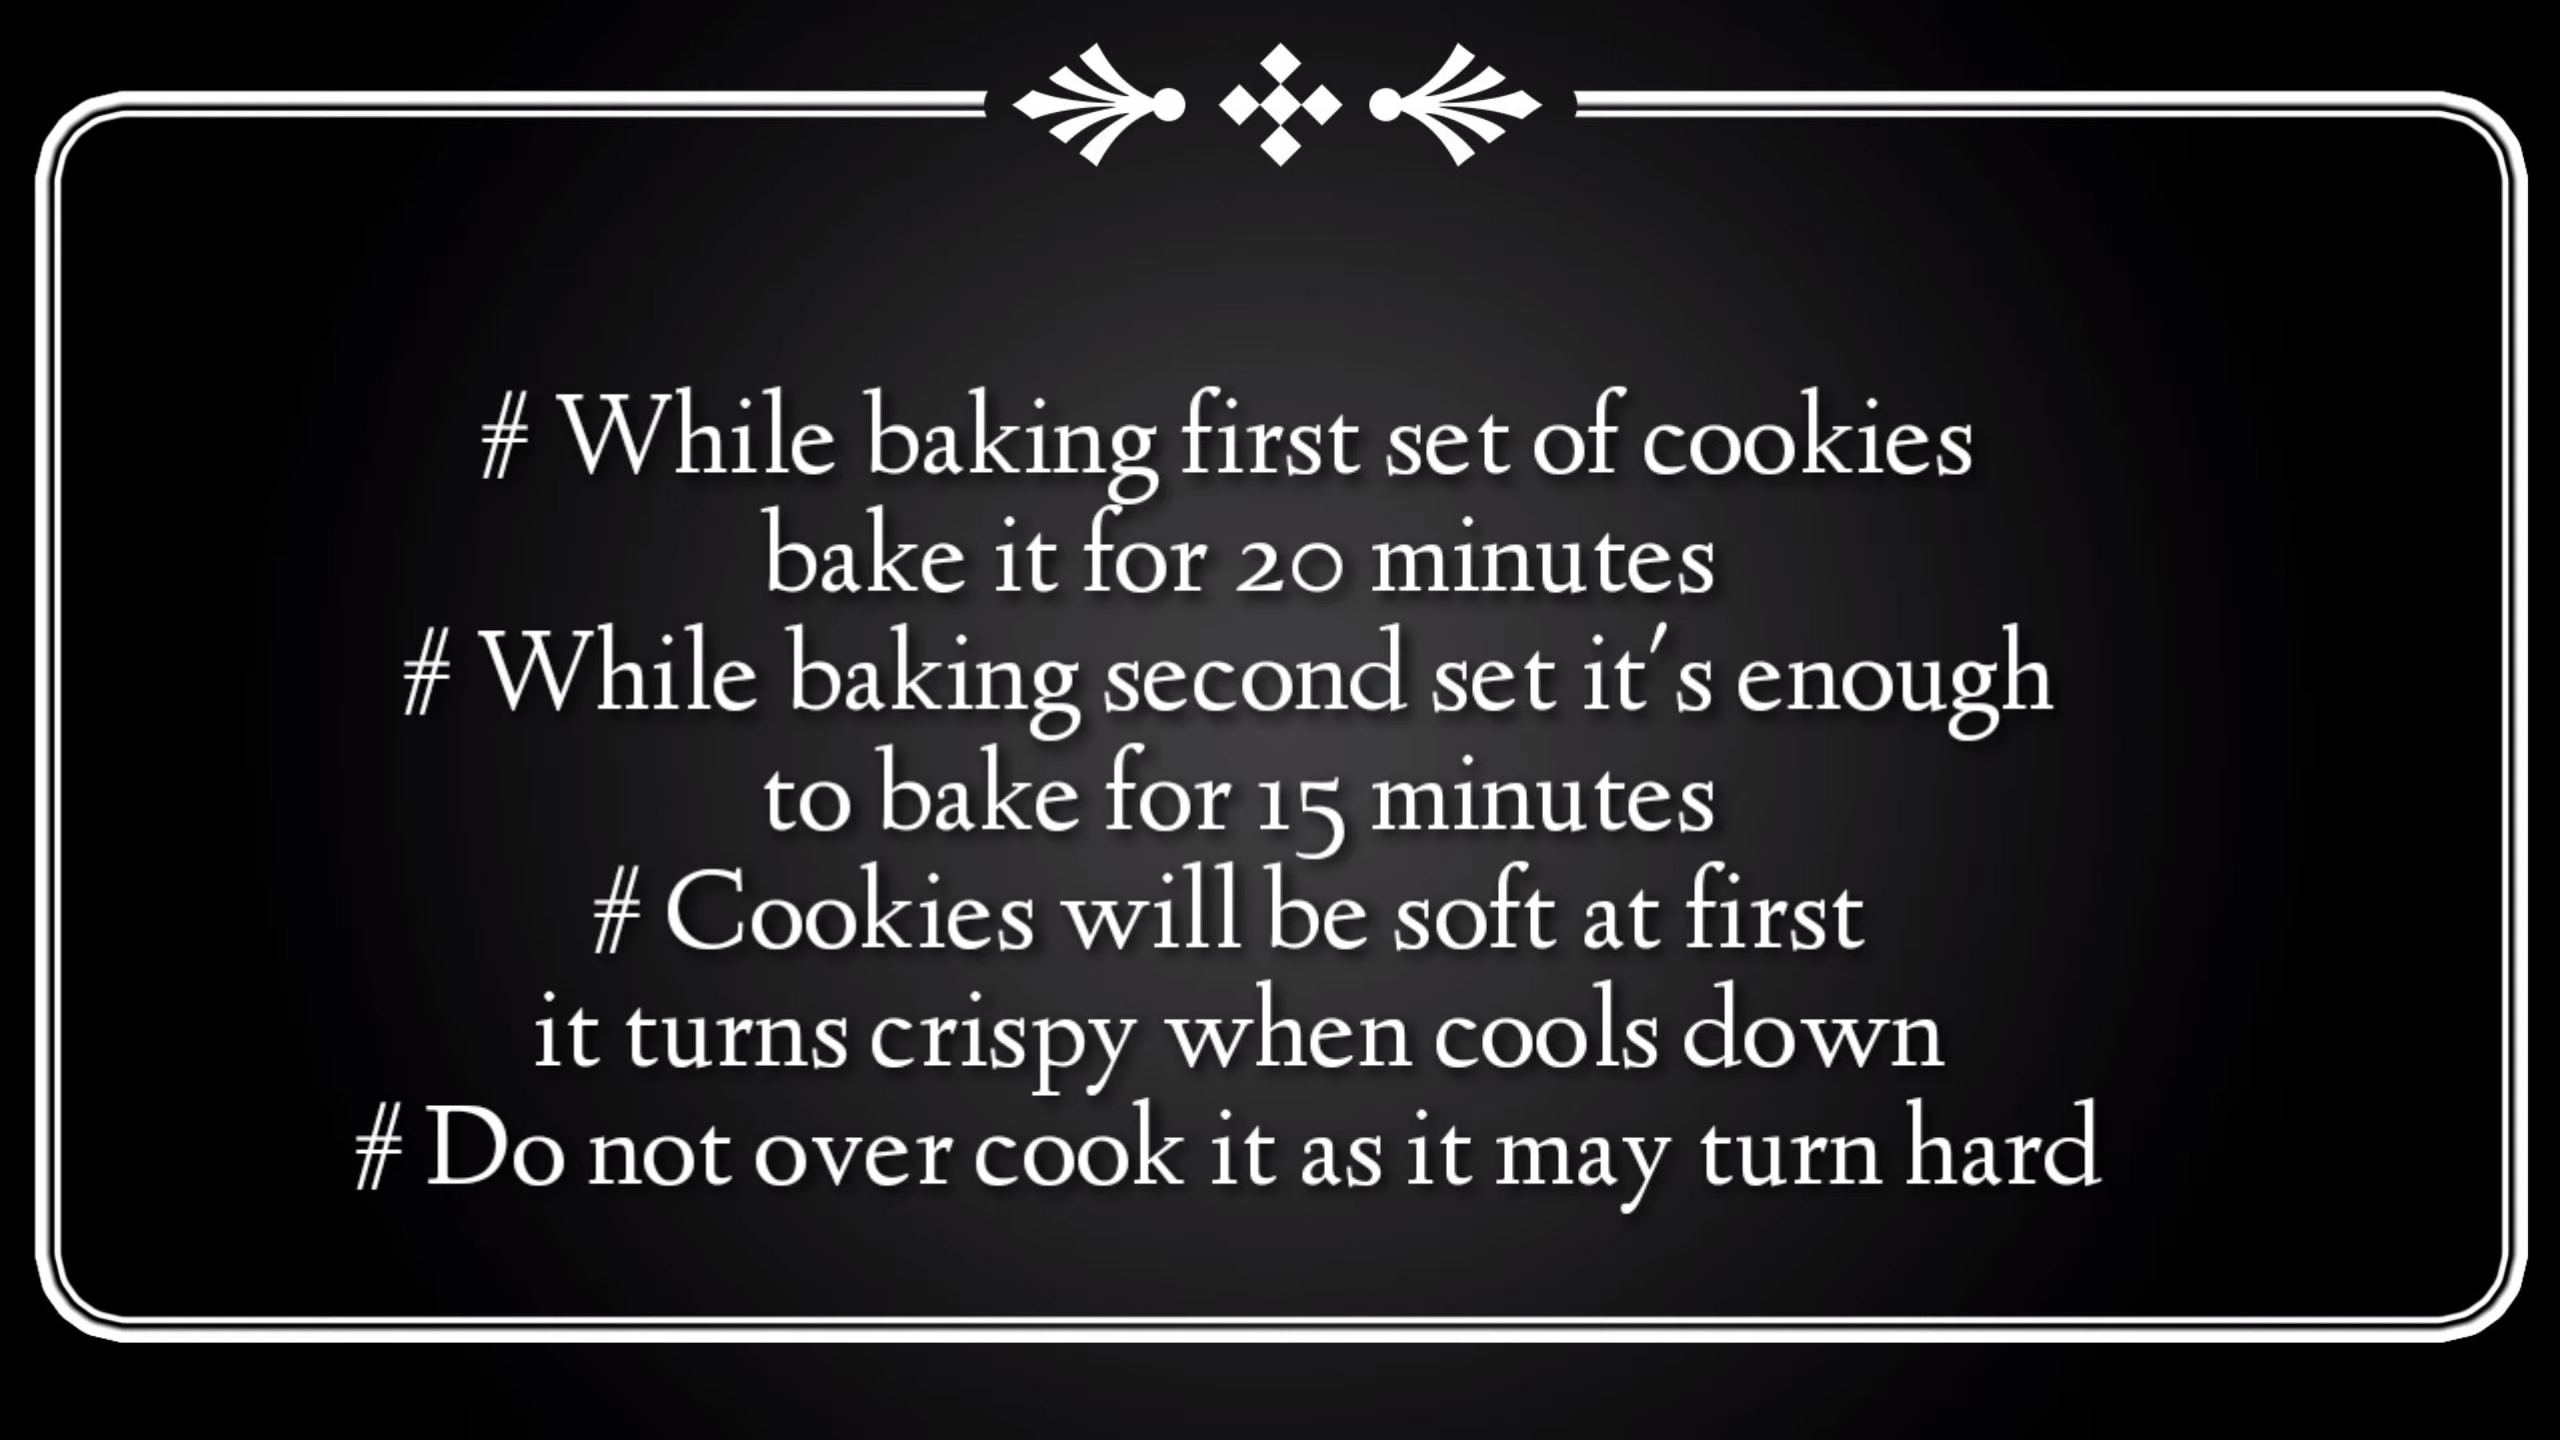 # While baking first set of cookies
bake it for 20 minutes
# While baking second set it's enough
to bake for 15 minutes
# Cookies will be soft at first
it turns crispy when cools down
# Do not over cook it as it may turn hard